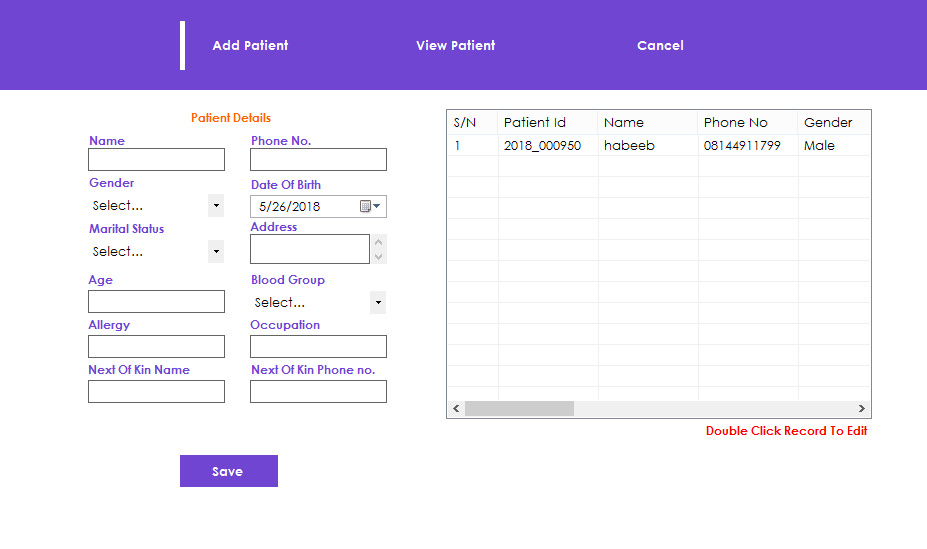 Add Patient View Patient Cancel
Patient Details
Name Phone No.
Gender Date Of Birth
Select... 5/26/2018
Marital Status Address
Select...
Age Blood Group
Select...
Allergy Occupation
Next Of Kin Name Next Of Kin Phone no.
Save
S/N Patient Id Name Phone No Gender
1 2018_000950 habeeb 08144911799 Male
Double Click Record To Edit